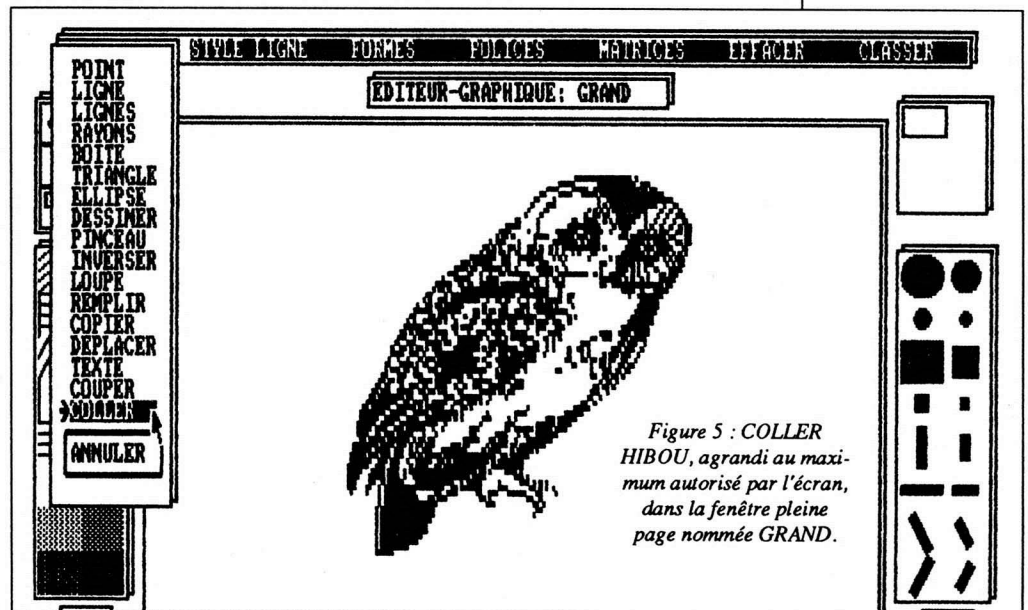 STYLE LIGNE FORMES POLICES MATRICES EFFACER CLASSER
EDITEUR-GRAPHIQUE: GRAND
POINT
LIGNE
LIGNES
RAYONS
BOITE
TRIANGLE
ELLIPSE
DESSINER
PINCEAU
INVERSER
LOUPE
REMPLIR
COPIER
DEPLACER
TEXTE
COUPER
COLLER
ANNULER
Figure 5 : COLLER
HIBOU, agrandi au maxi-
mum autorisé par l'écran,
dans la fenêtre pleine
page nommée GRAND.